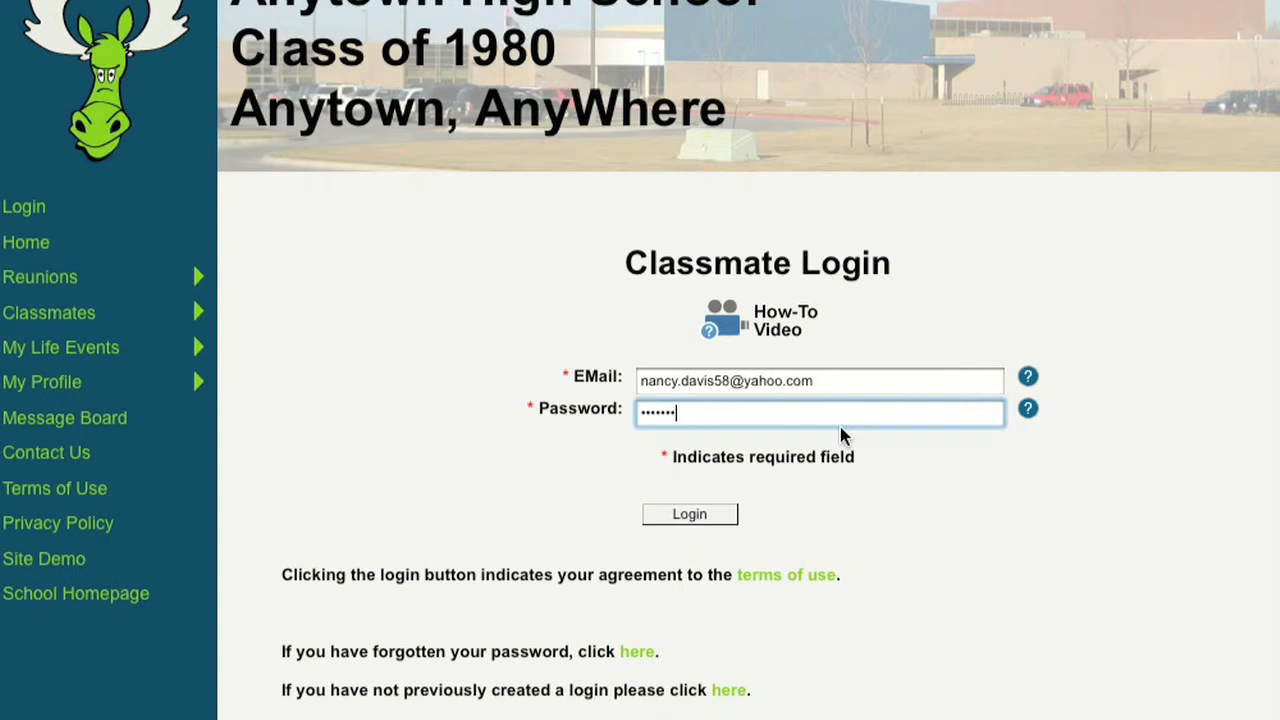 Anytown High School
Class of 1980
Anytown, AnyWhere
Login
Home
Reunions
Classmates
My Life Events
My Profile
Message Board
Contact Us
Terms of Use
Privacy Policy
Site Demo
School Homepage
Classmate Login
? How-To
Video
* EMail: nancy.davis58@yahoo.com ?
* Password: ••••••• ?
* Indicates required field
Login
Clicking the login button indicates your agreement to the terms of use.
If you have forgotten your password, click here.
If you have not previously created a login please click here.